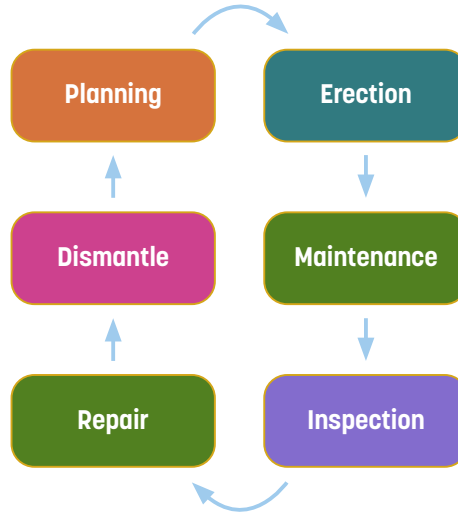 Planning
Erection
Dismantle
Maintenance
Repair
Inspection